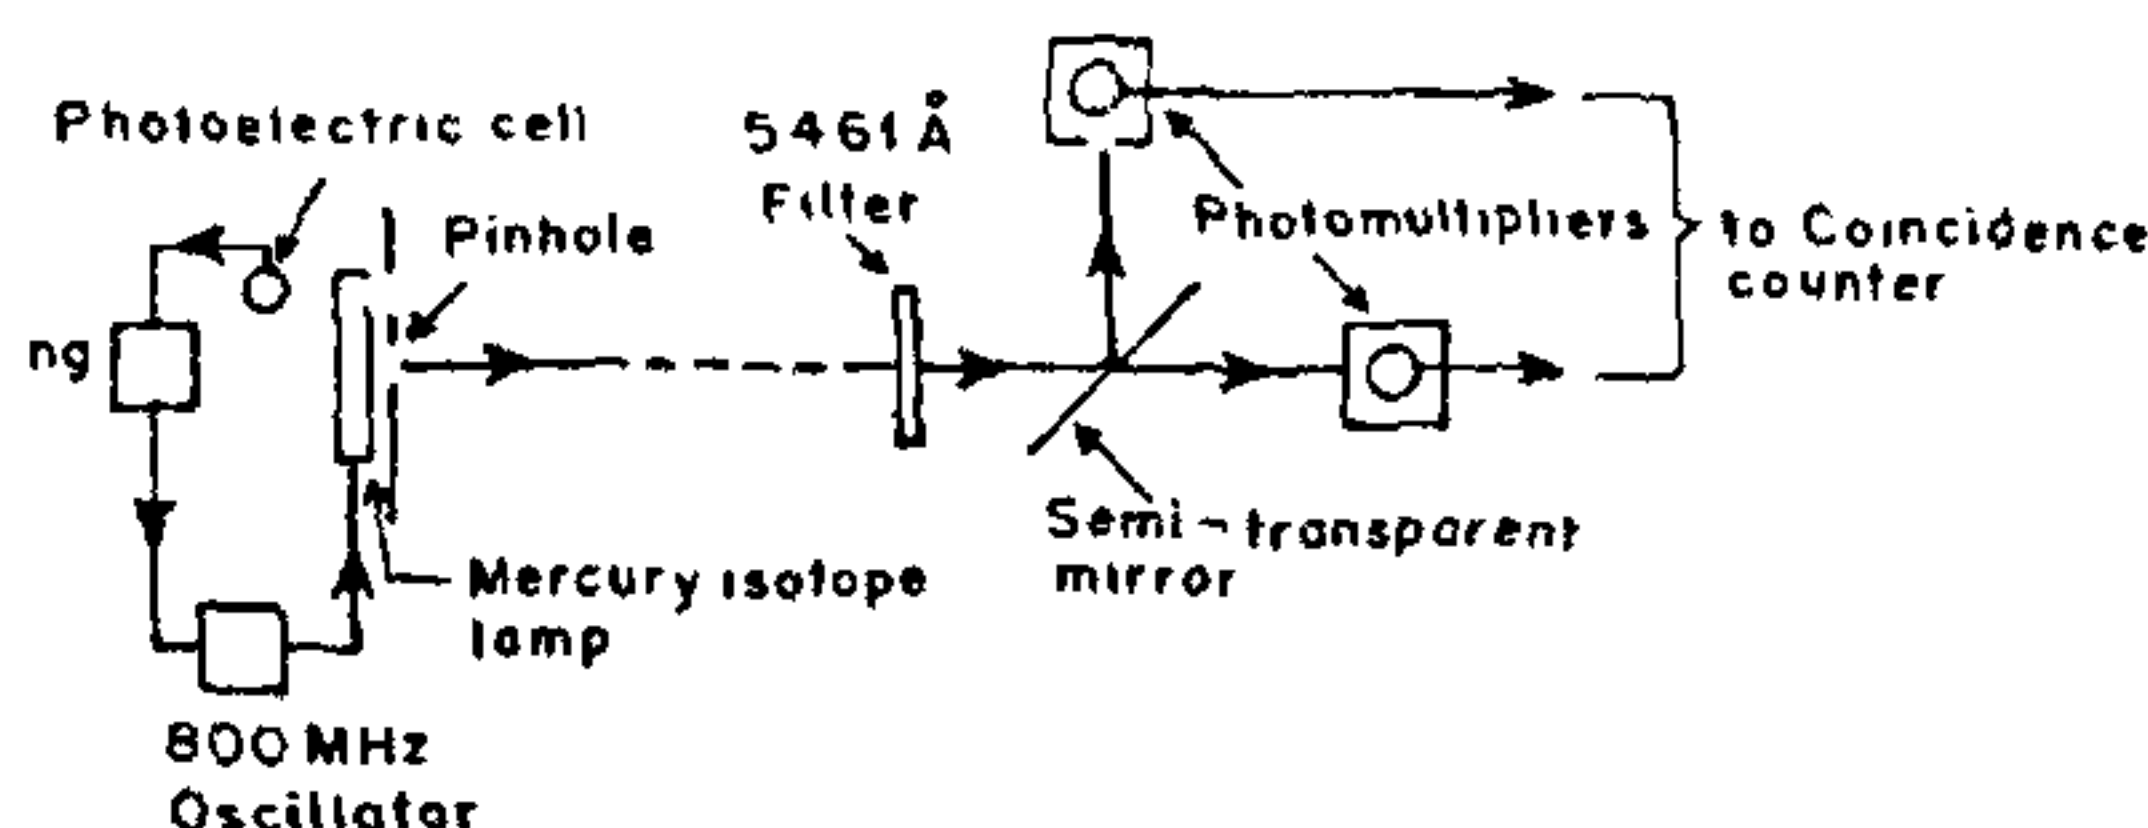 Photoelectric cell
5461 Å
Filter
Pinhole
Photomultipliers
to Coincidence
counter
ng
Semi-transparent
mirror
Mercury isotope
lamp
800 MHz
Oscillator